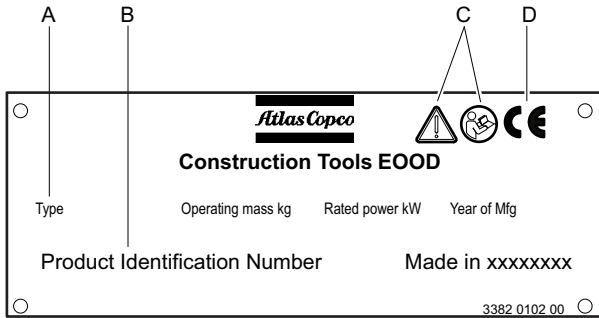 A B C D
Atlas Copco CE
Construction Tools EOOD
Type Operating mass kg Rated power kW Year of Mfg
Product Identification Number Made in xxxxxxxx
3382 0102 00